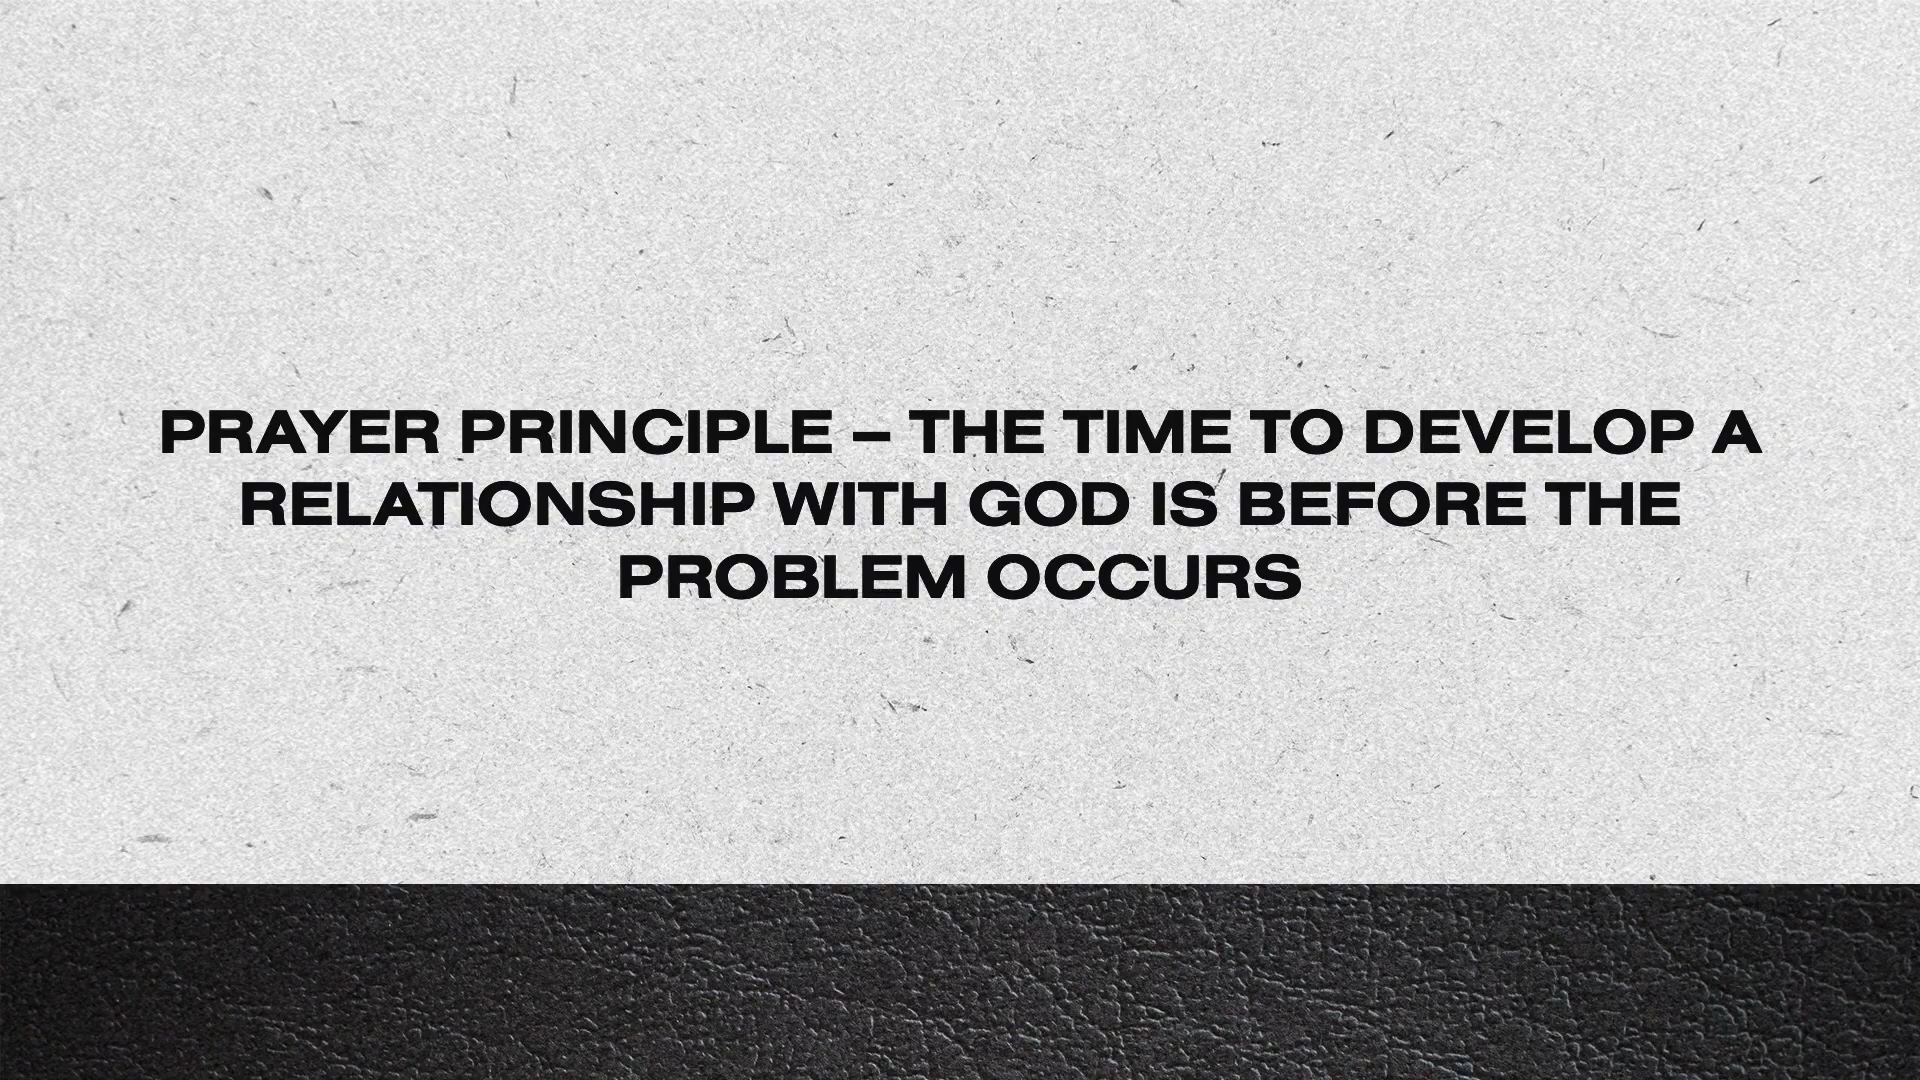 PRAYER PRINCIPLE – THE TIME TO DEVELOP A
RELATIONSHIP WITH GOD IS BEFORE THE
PROBLEM OCCURS